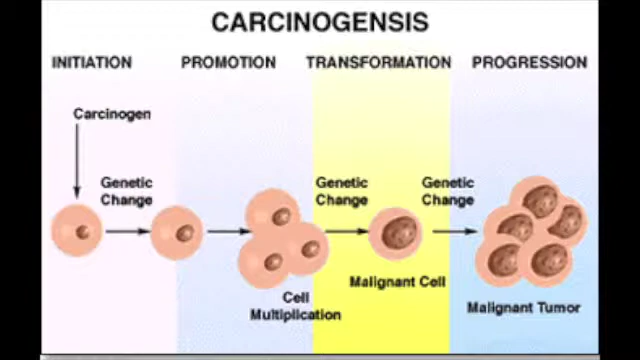 CARCINOGENSIS
INITIATION
PROMOTION
TRANSFORMATION
PROGRESSION
Carcinogen
Genetic
Change
Genetic
Change
Genetic
Change
Cell
Multiplication
Malignant Cell
Malignant Tumor